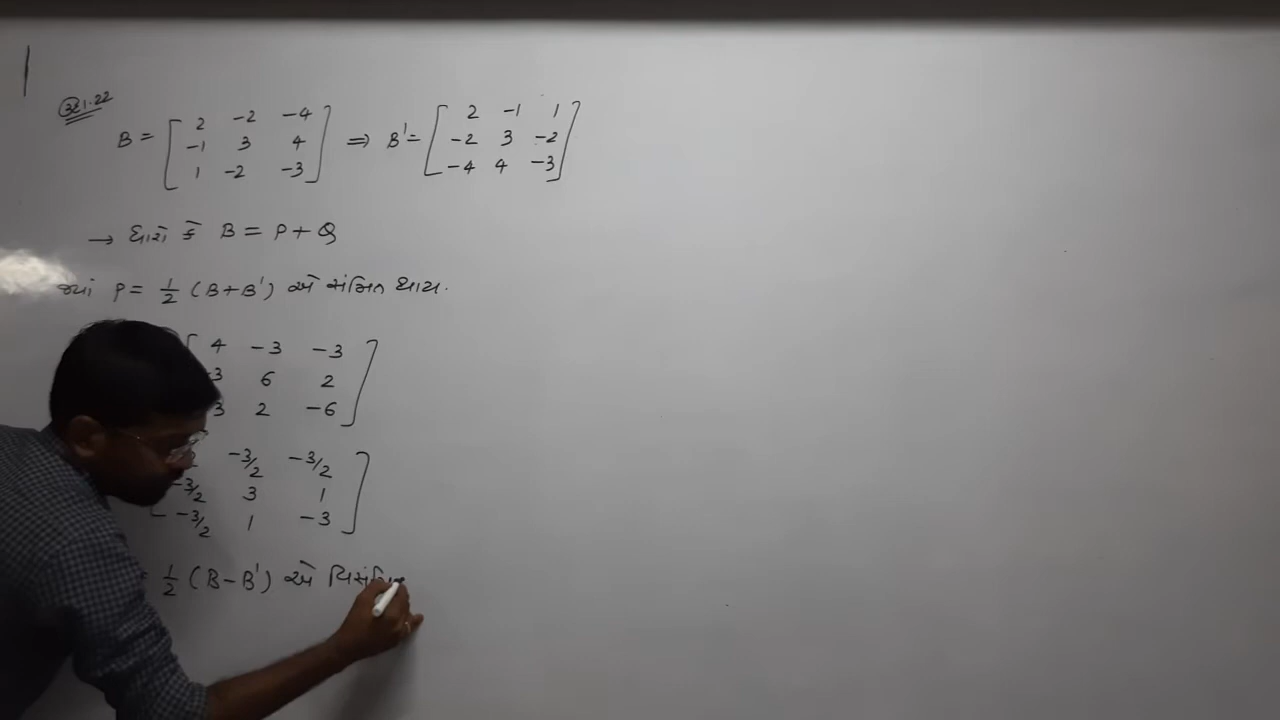 ઉદા.22
B = [ 2 -2 -4 ; -1 3 4 ; 1 -2 -3 ] ⇒ B' = [ 2 -1 1 ; -2 3 -2 ; -4 4 -3 ]
→ ધારો કે B = P + Q
જ્યાં P = 1/2 (B + B') એ સંમિત થાય.
4 -3 -3
3 6 2
3 2 -6
-3/2 -3/2
-3/2 3 1
-3/2 1 -3
= 1/2 (B - B') એ